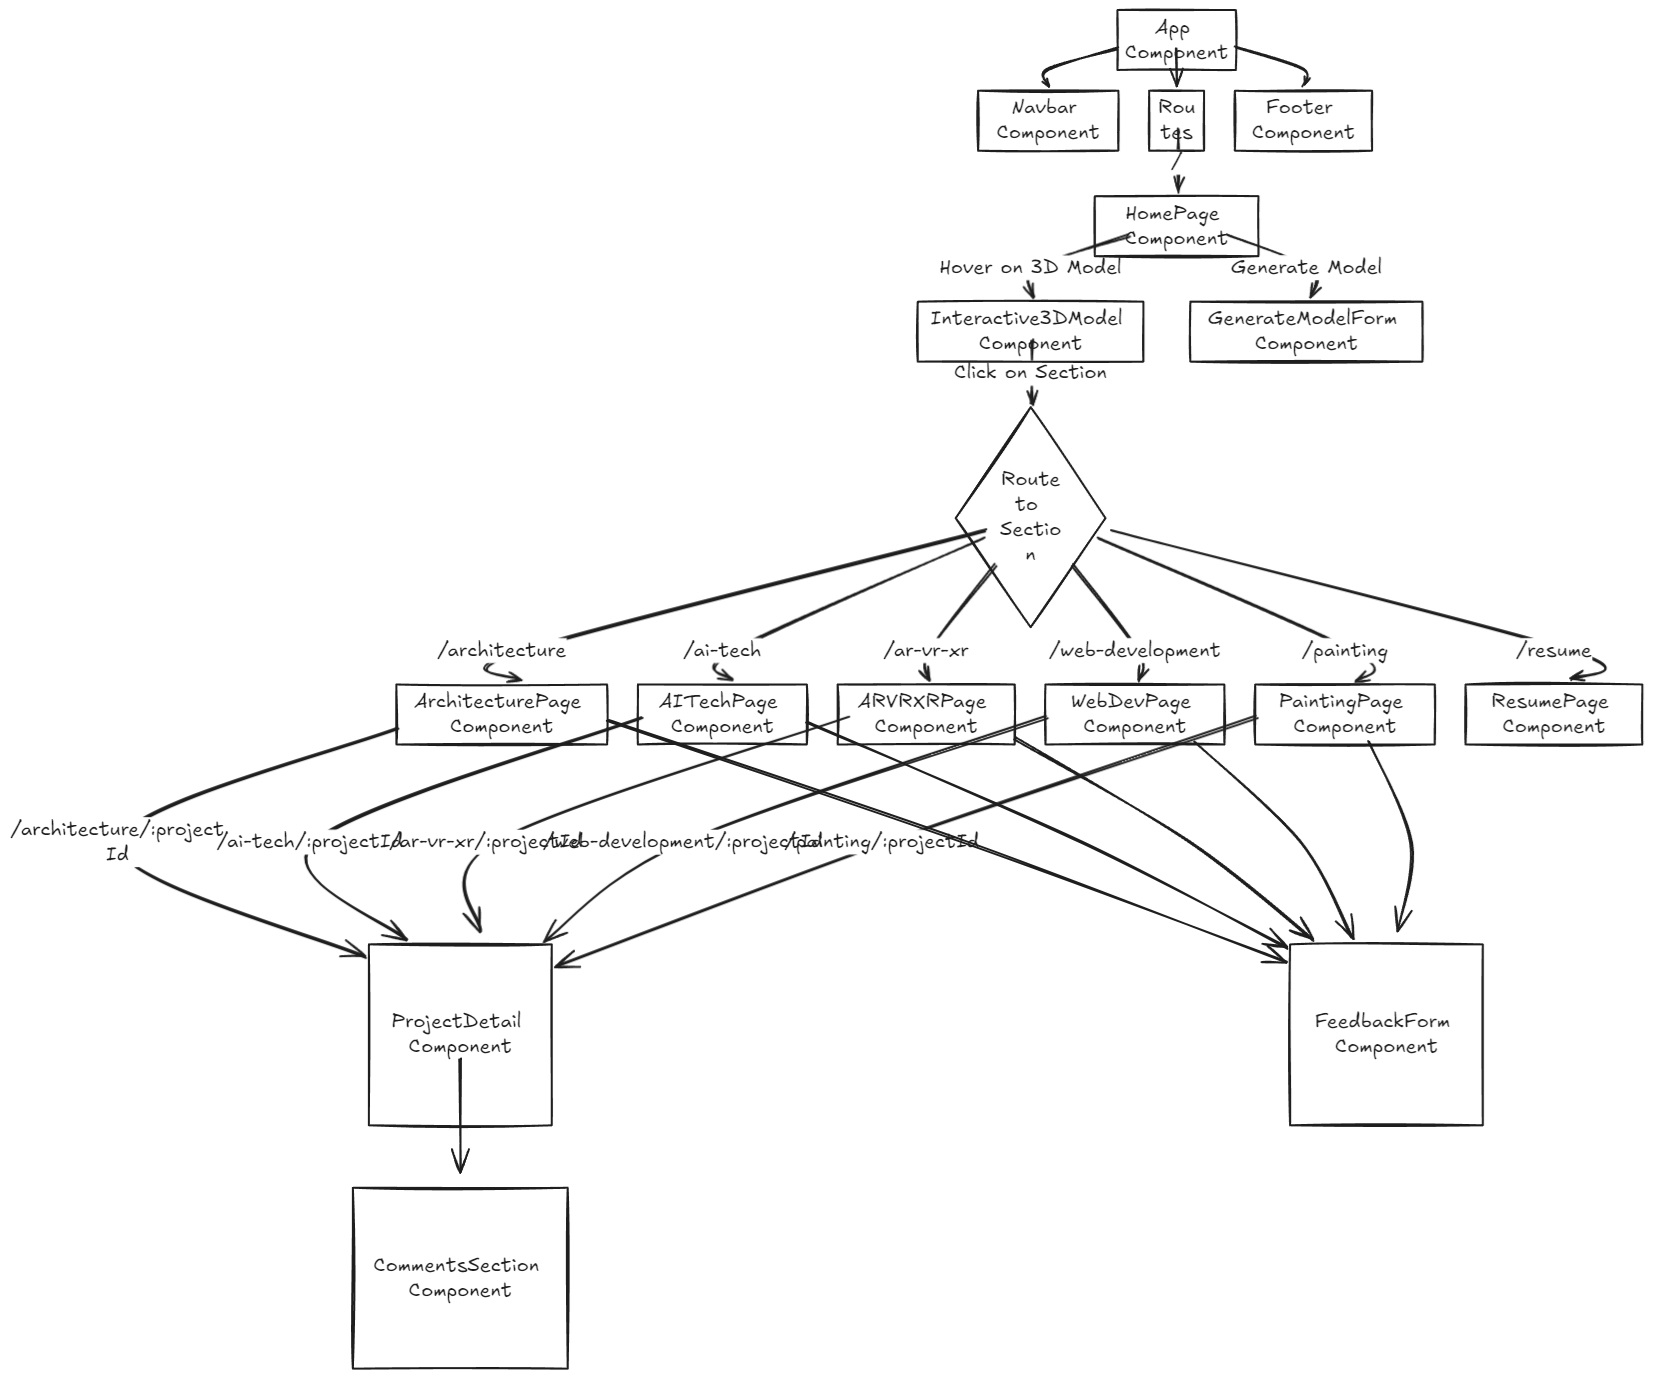 App
Component
Navbar
Component
Rou
tes
Footer
Component
/
HomePage
Component
Hover on 3D Model
Generate Model
Interactive3DModel
Component
GenerateModelForm
Component
Click on Section
Route
to
Sectio
n
/architecture
/ai-tech
/ar-vr-xr
/web-development
/painting
/resume
ArchitecturePage
Component
AITechPage
Component
ARVRXRPage
Component
WebDevPage
Component
PaintingPage
Component
ResumePage
Component
/architecture/:project
Id
/ai-tech/:projectId
/ar-vr-xr/:projectId
/web-development/:projectId
/painting/:projectId
ProjectDetail
Component
FeedbackForm
Component
CommentsSection
Component